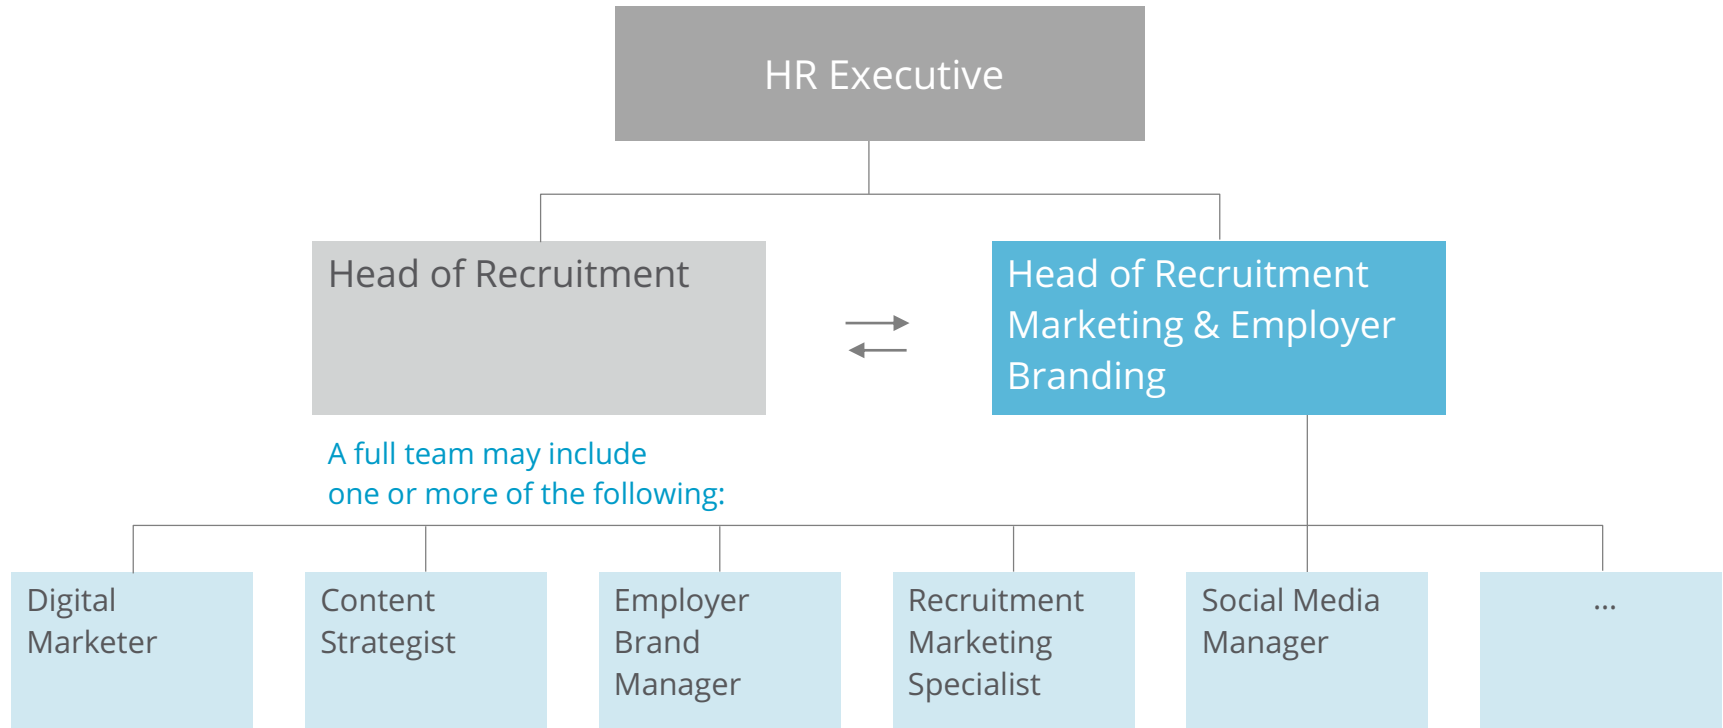 HR Executive
Head of Recruitment
Head of Recruitment
Marketing & Employer
Branding
A full team may include
one or more of the following:
Digital
Marketer
Content
Strategist
Employer
Brand
Manager
Recruitment
Marketing
Specialist
Social Media
Manager
...